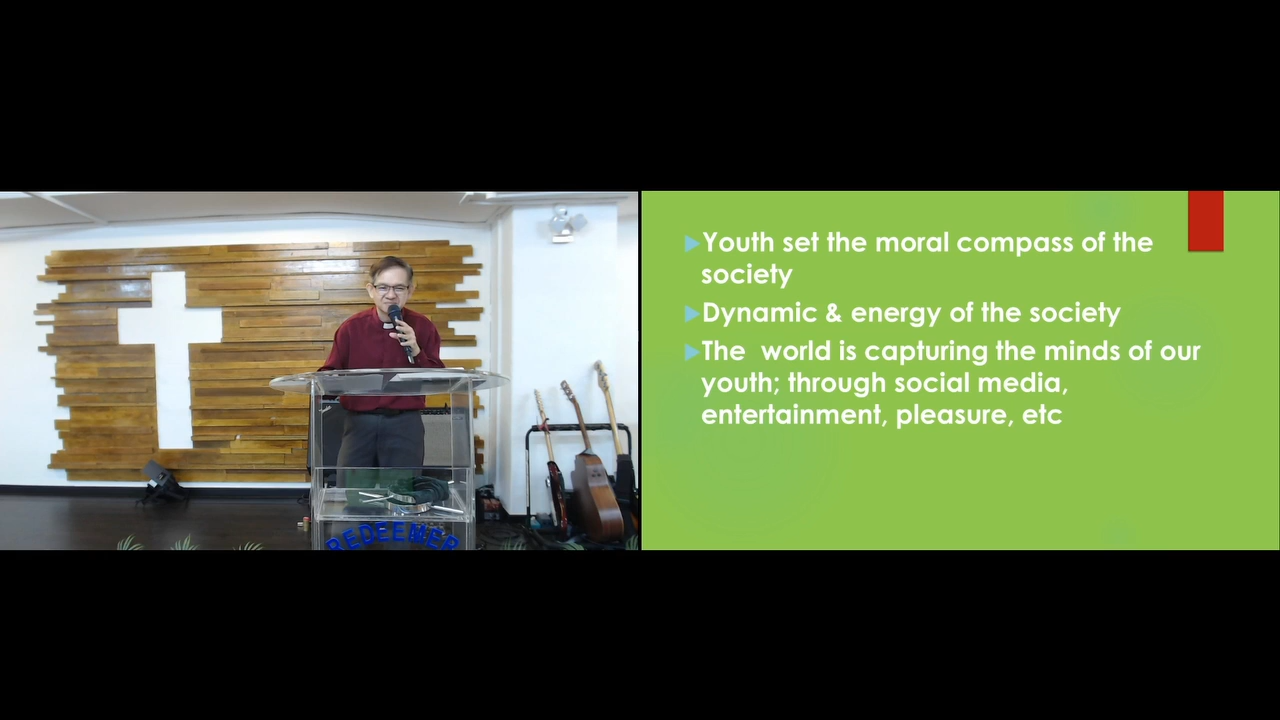 Youth set the moral compass of the
society
Dynamic & energy of the society
The  world is capturing the minds of our
youth; through social media,
entertainment, pleasure, etc
REDEEMER